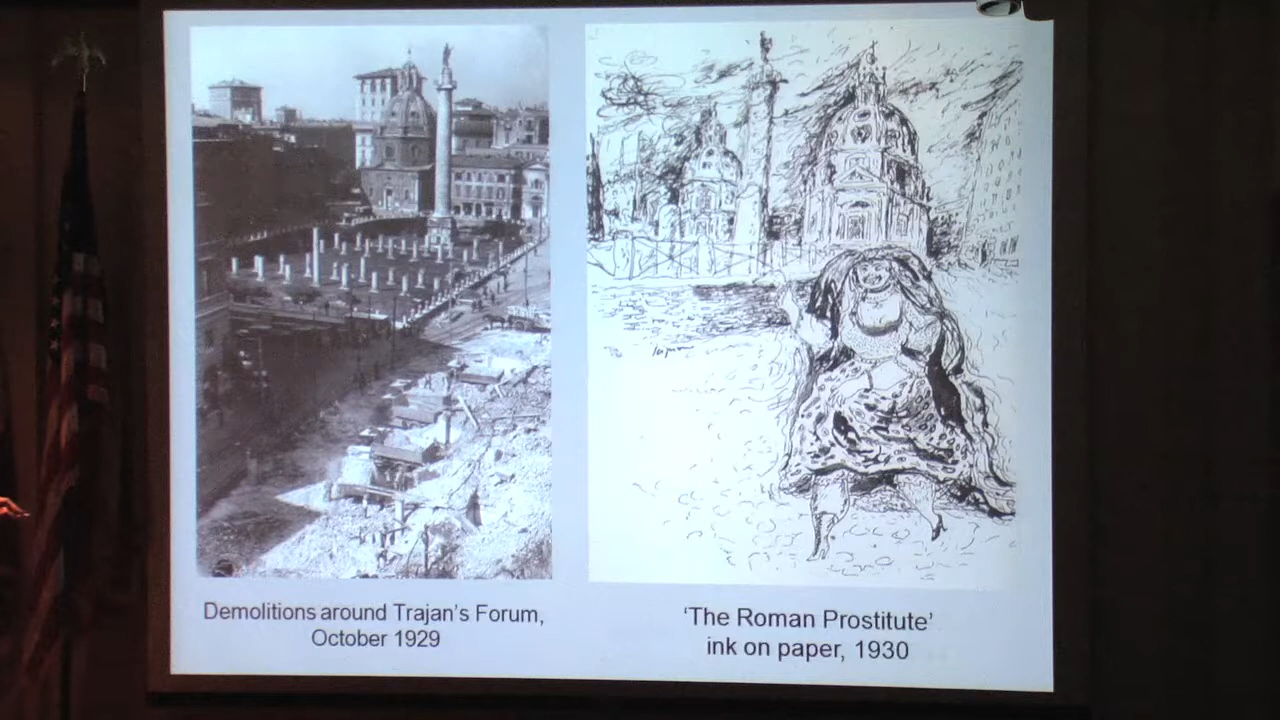 Demolitions around Trajan's Forum,
October 1929
'The Roman Prostitute'
ink on paper, 1930